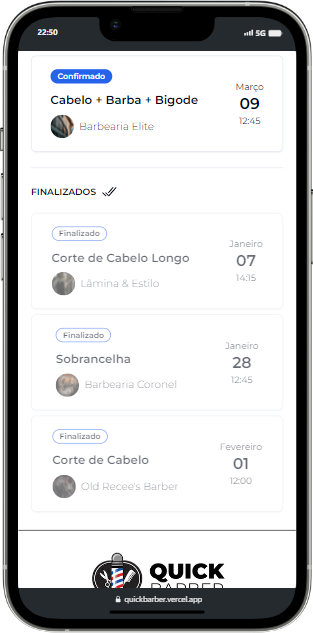 22:50
5G
Confirmado
Cabelo + Barba + Bigode
Barbearia Elite
Março
09
12:45
FINALIZADOS
Finalizado
Corte de Cabelo Longo
Lâmina & Estilo
Janeiro
07
14:15
Finalizado
Sobrancelha
Barbearia Coronel
Janeiro
28
12:45
Finalizado
Corte de Cabelo
Old Recee's Barber
Fevereiro
01
12:00
QUICK
BARBER
quickbarber.vercel.app